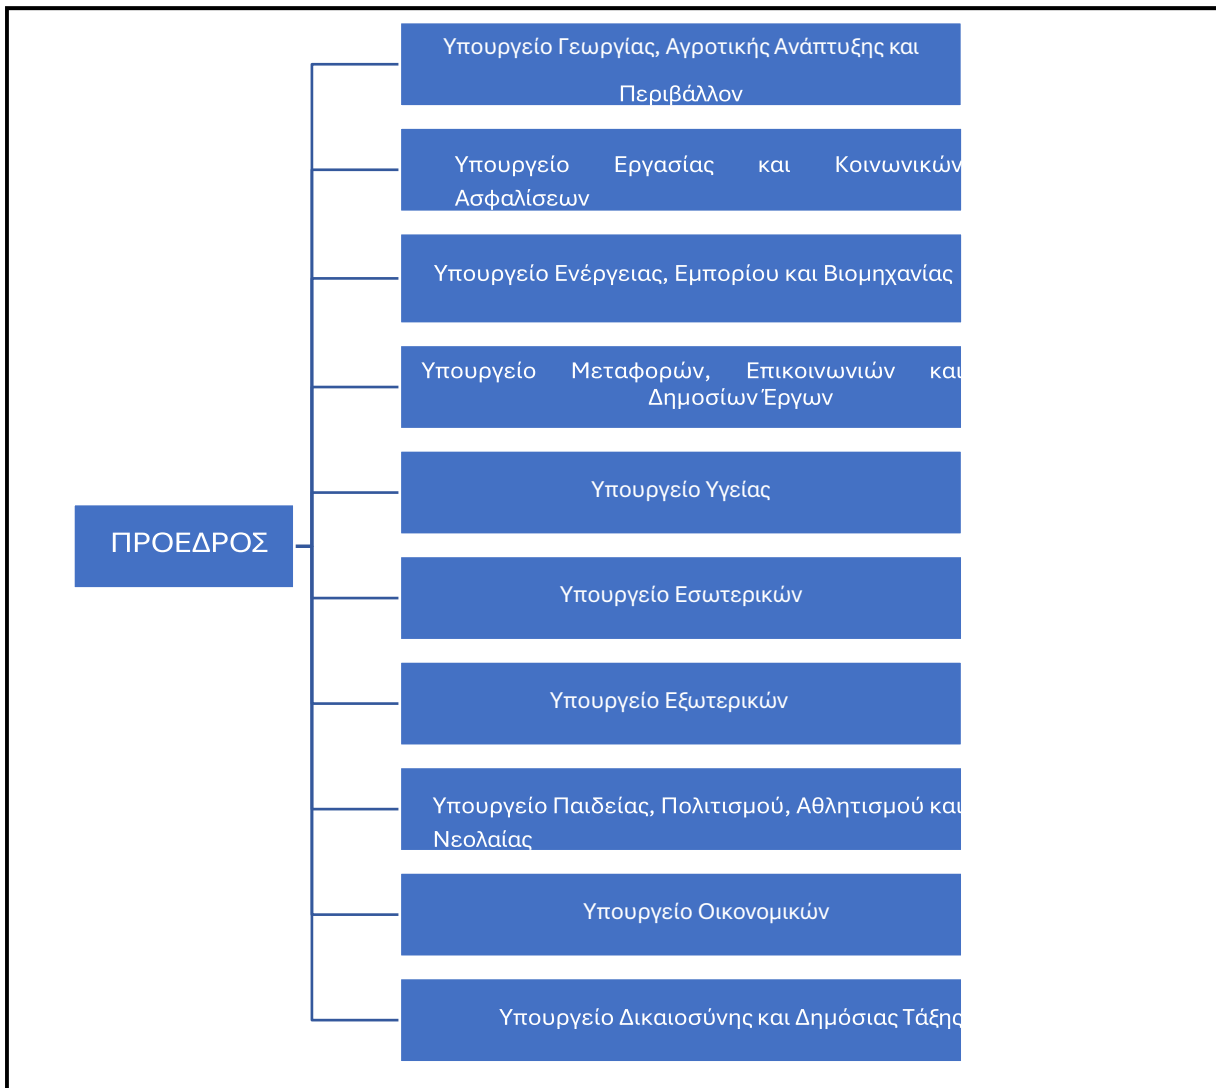 Υπουργείο Γεωργίας, Αγροτικής Ανάπτυξης και
Περιβάλλον
Υπουργείο Εργασίας και Κοινωνικών
Ασφαλίσεων
Υπουργείο Ενέργειας, Εμπορίου και Βιομηχανίας
Υπουργείο Μεταφορών, Επικοινωνιών και
Δημοσίων Έργων
Υπουργείο Υγείας
ΠΡΟΕΔΡΟΣ
Υπουργείο Εσωτερικών
Υπουργείο Εξωτερικών
Υπουργείο Παιδείας, Πολιτισμού, Αθλητισμού και
Νεολαίας
Υπουργείο Οικονομικών
Υπουργείο Δικαιοσύνης και Δημόσιας Τάξης